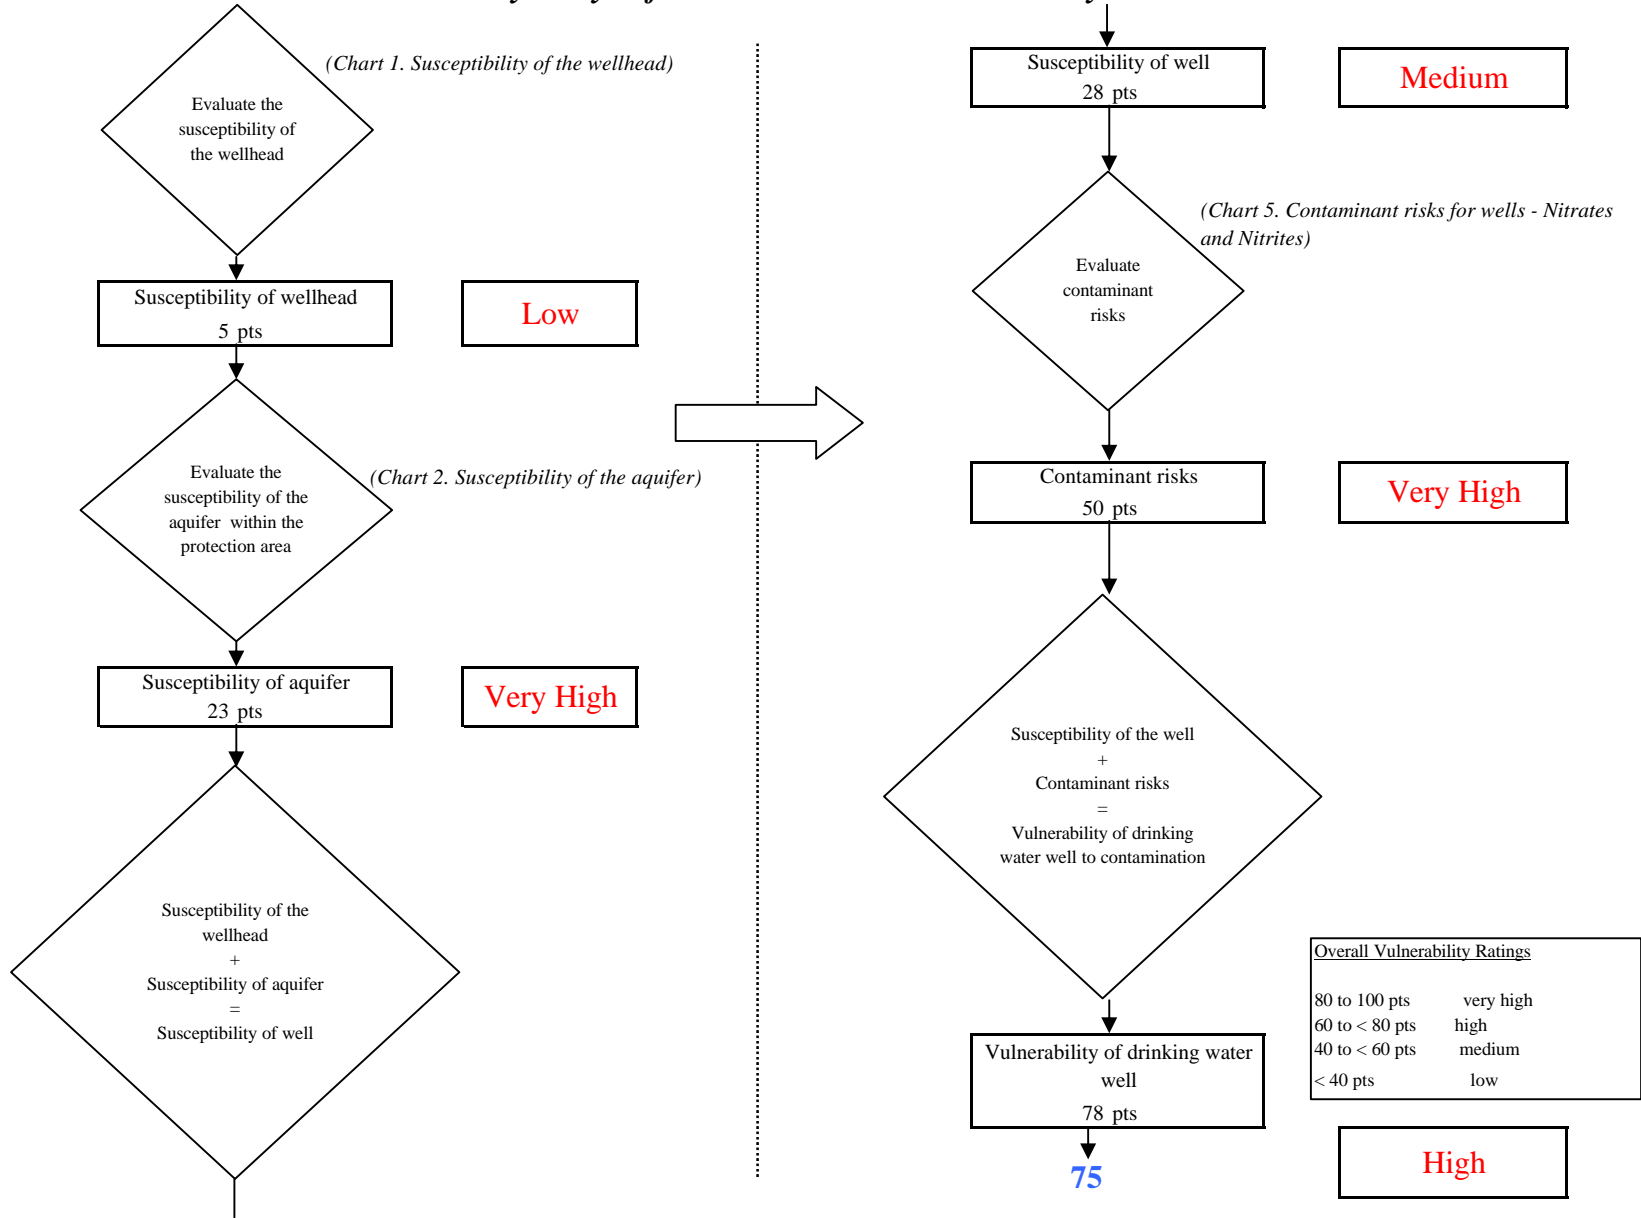 (Chart 1. Susceptibility of the wellhead)
Evaluate the
susceptibility of
the wellhead
Susceptibility of wellhead
5 pts
Low
Evaluate the
susceptibility of the
aquifer within the
protection area
(Chart 2. Susceptibility of the aquifer)
Susceptibility of aquifer
23 pts
Very High
Susceptibility of the
wellhead
+
Susceptibility of aquifer
=
Susceptibility of well
Susceptibility of well
28 pts
Medium
(Chart 5. Contaminant risks for wells - Nitrates
and Nitrites)
Evaluate
contaminant
risks
Contaminant risks
50 pts
Very High
Susceptibility of the well
+
Contaminant risks
=
Vulnerability of drinking
water well to contamination
Overall Vulnerability Ratings
80 to 100 pts very high
60 to < 80 pts high
40 to < 60 pts medium
< 40 pts low
Vulnerability of drinking water
well
78 pts
75
High